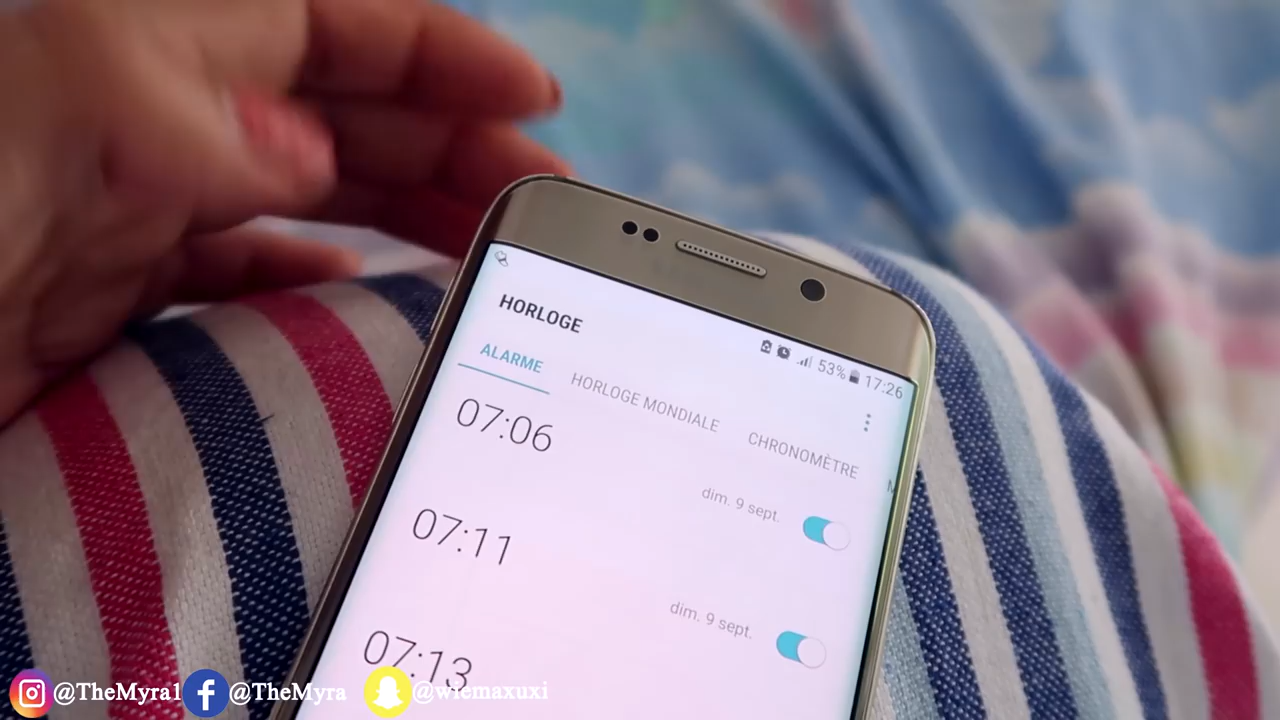 53% 17:26
HORLOGE
ALARME HORLOGE MONDIALE CHRONOMÈTRE
07:06
dim. 9 sept.
07:11
dim. 9 sept.
07:13
@TheMyra1 @TheMyra @wiemaxuxi